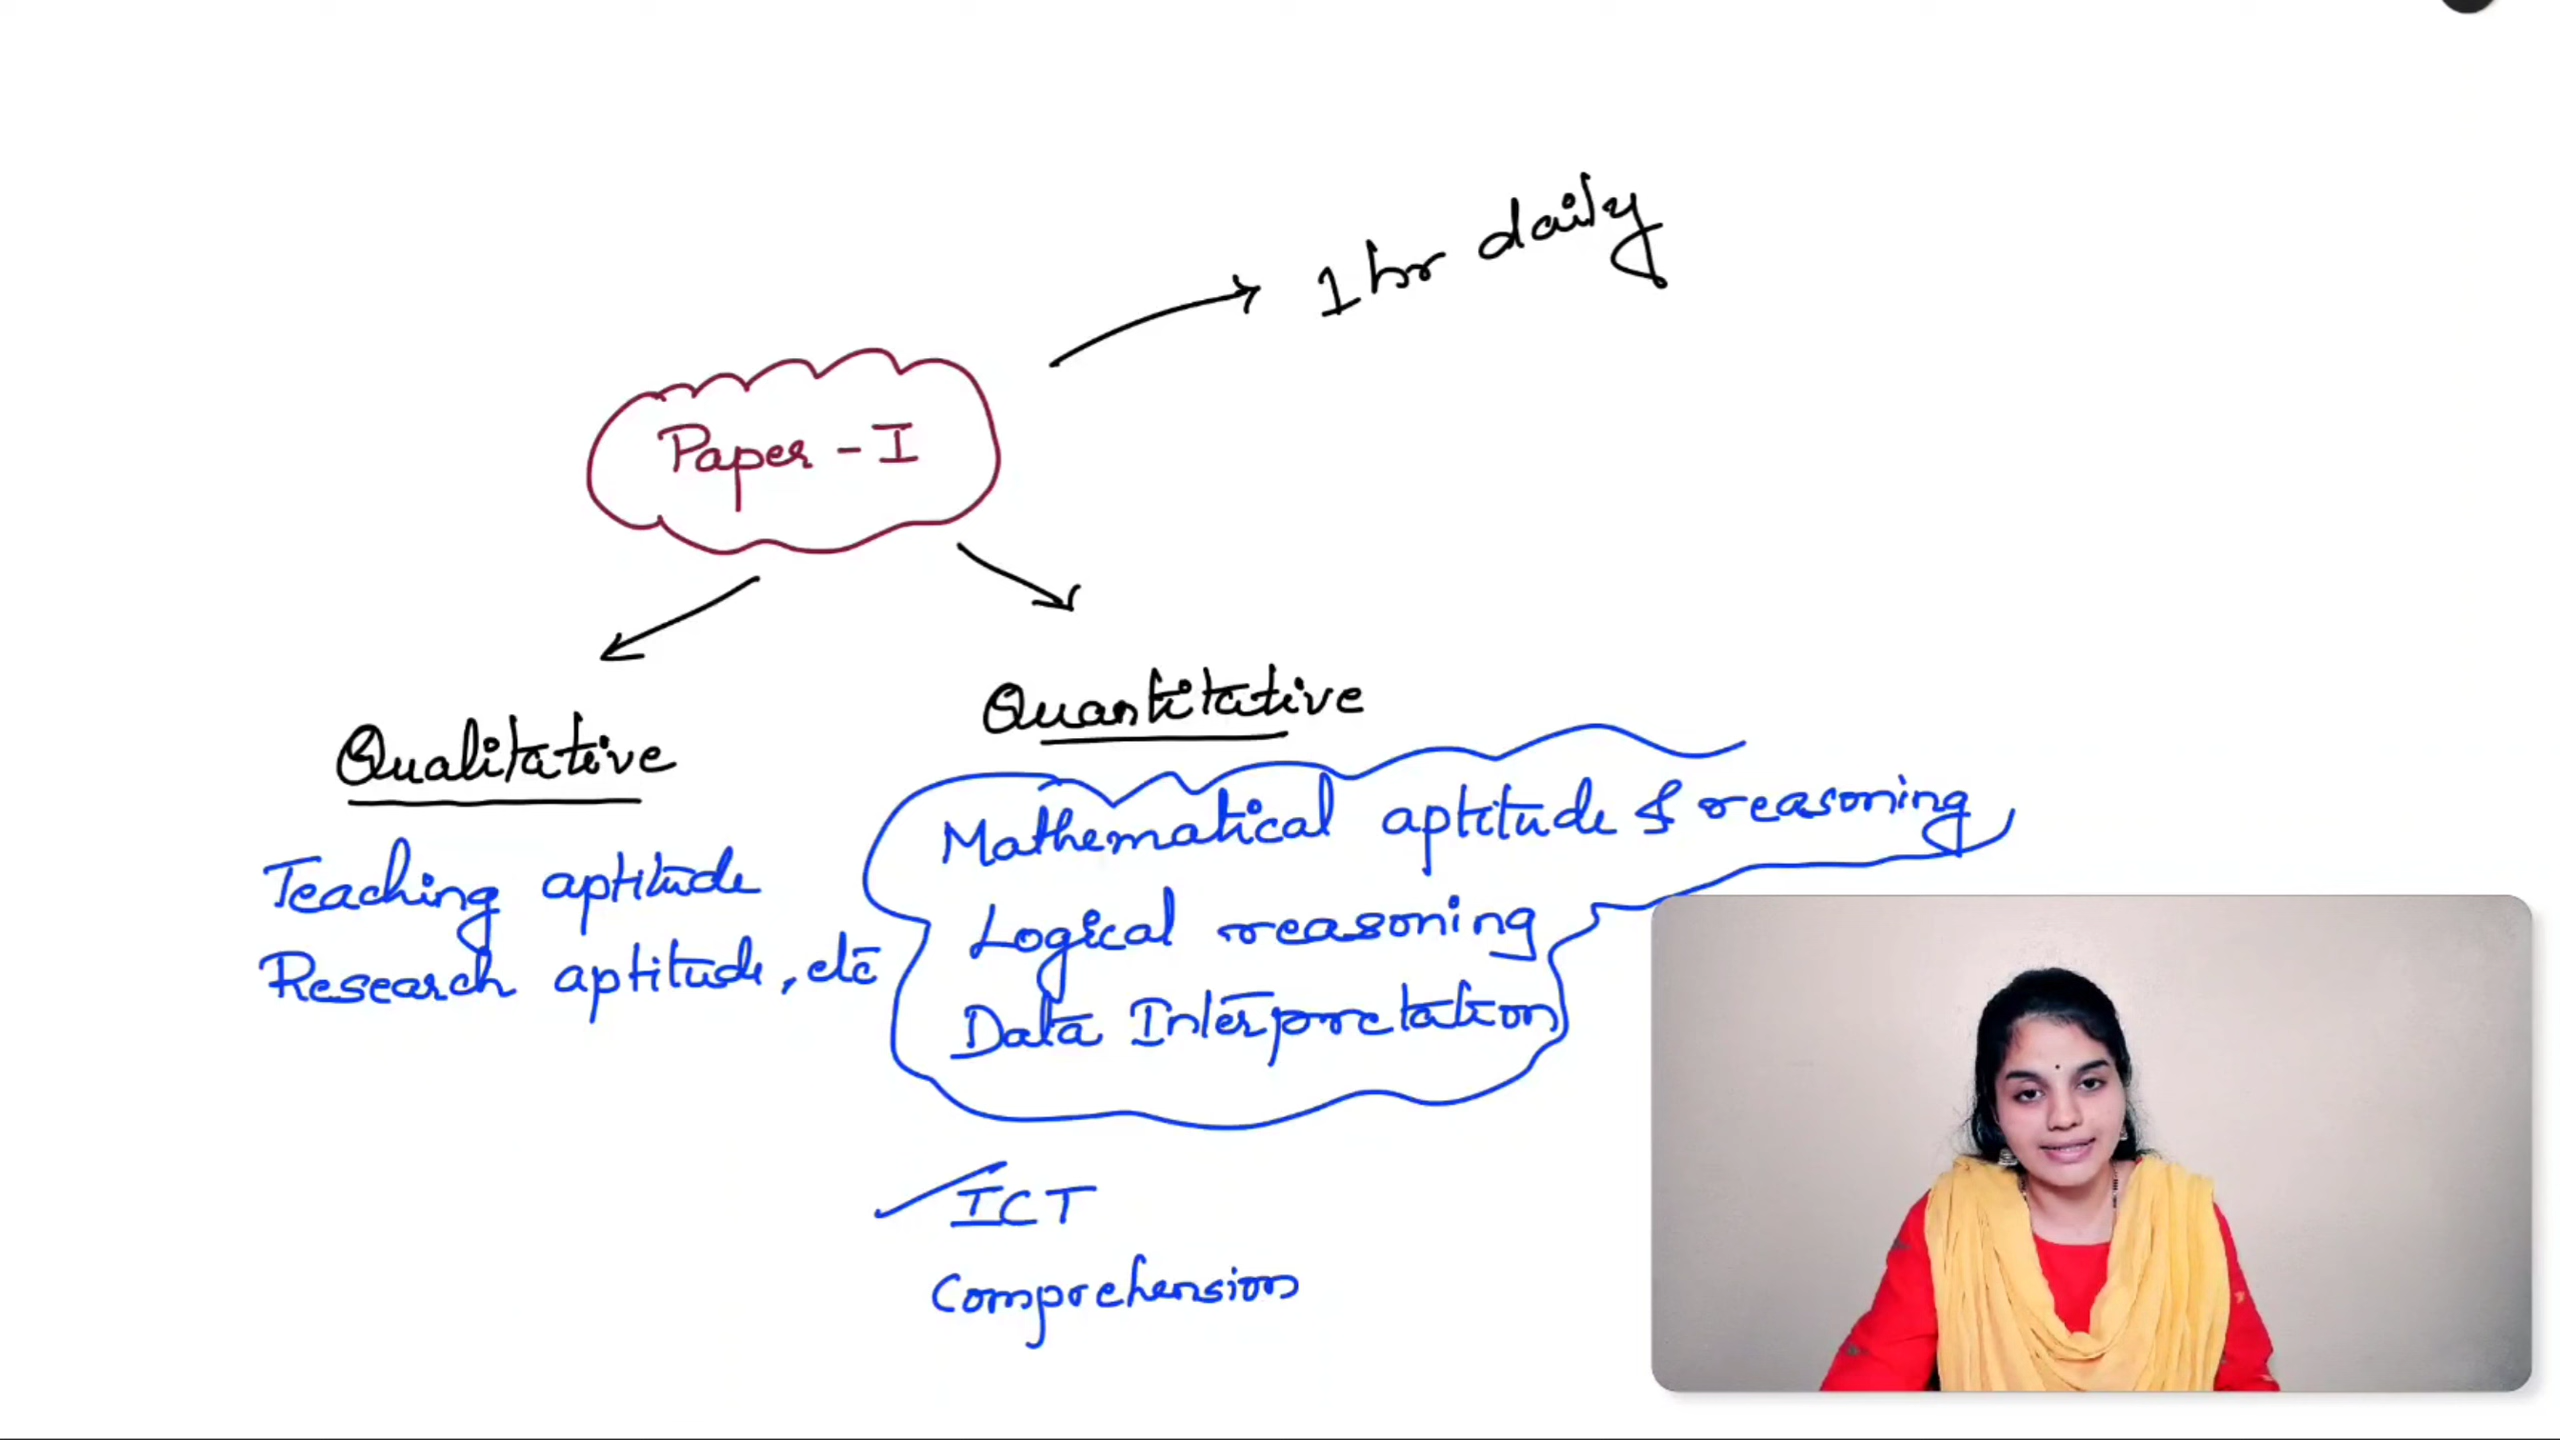 1 hr daily
Paper - I
Qualitative
Teaching aptitude
Research aptitude, etc
Quantitative
Mathematical aptitude & reasoning
Logical reasoning
Data Interpretation
ICT
Comprehension